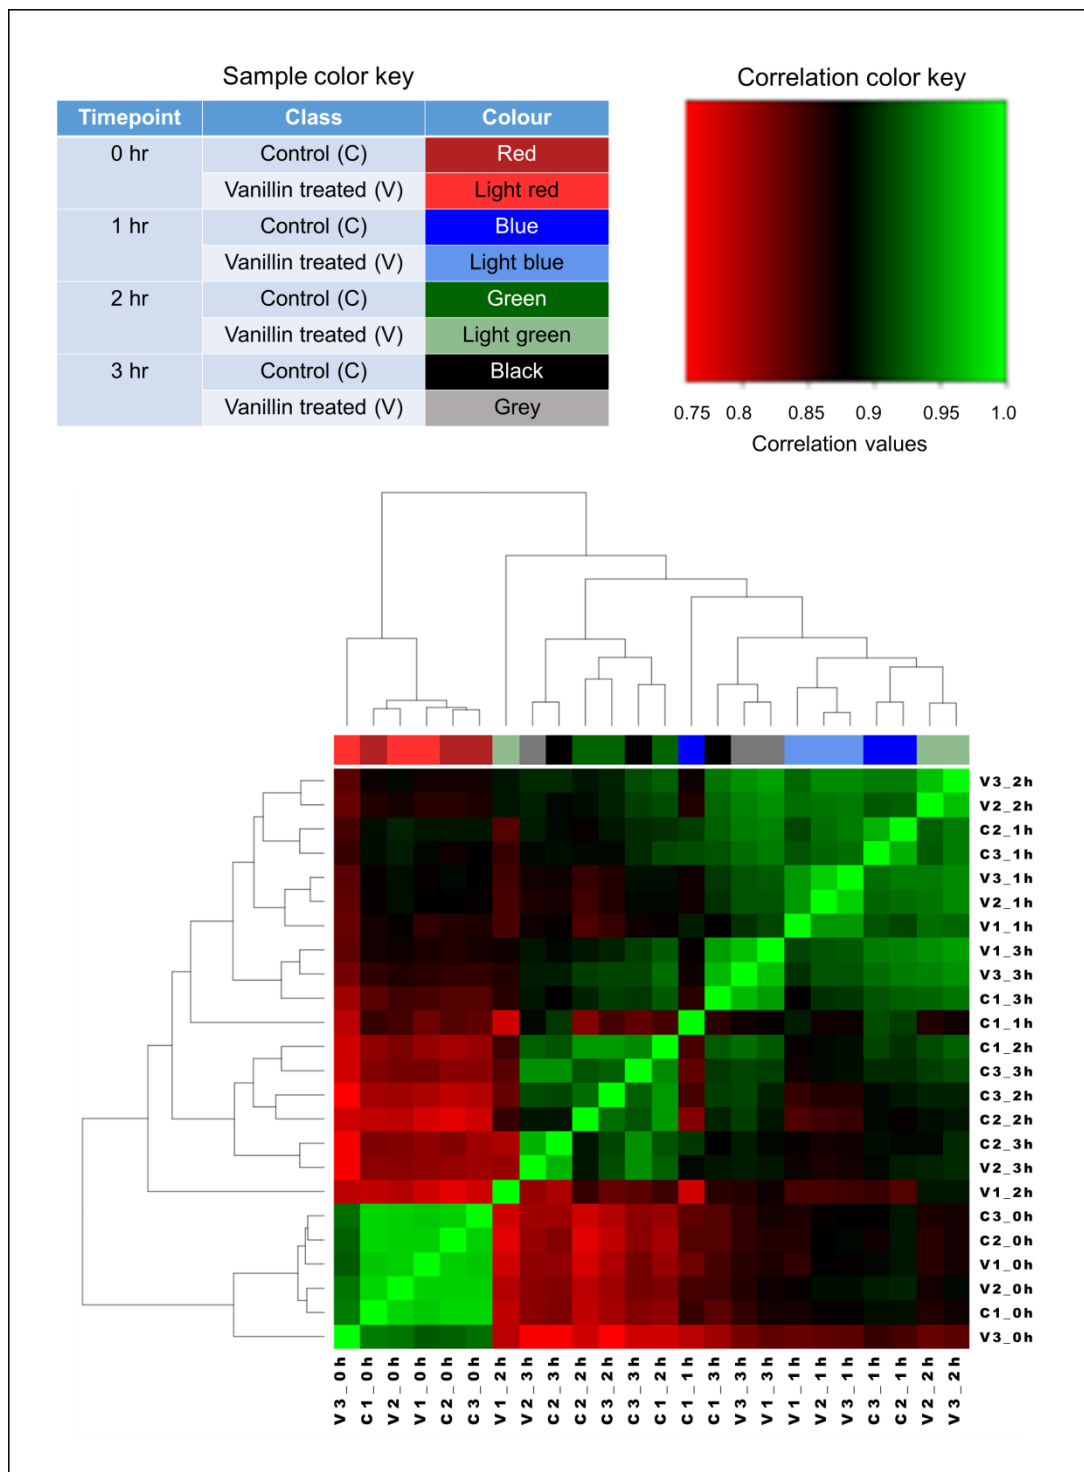 Sample color key
Correlation color key
Timepoint Class Colour
0 hr Control (C) Red
Vanillin treated (V) Light red
1 hr Control (C) Blue
Vanillin treated (V) Light blue
2 hr Control (C) Green
Vanillin treated (V) Light green
3 hr Control (C) Black
Vanillin treated (V) Grey
0.75 0.8 0.85 0.9 0.95 1.0
Correlation values
V3_2h
V2_2h
C2_1h
C3_1h
V3_1h
V2_1h
V1_1h
V1_3h
V3_3h
C1_3h
C1_1h
C1_2h
C3_3h
C3_2h
C2_2h
C2_3h
V2_3h
V1_2h
C3_0h
C2_0h
V1_0h
V2_0h
C1_0h
V3_0h
V3_0h
C1_0h
V2_0h
V1_0h
C2_0h
C3_0h
V1_2h
V2_3h
C2_3h
C2_2h
C3_2h
C3_3h
C1_2h
C1_1h
C1_3h
V3_3h
V1_3h
V1_1h
V2_1h
V3_1h
C3_1h
C2_1h
V2_2h
V3_2h